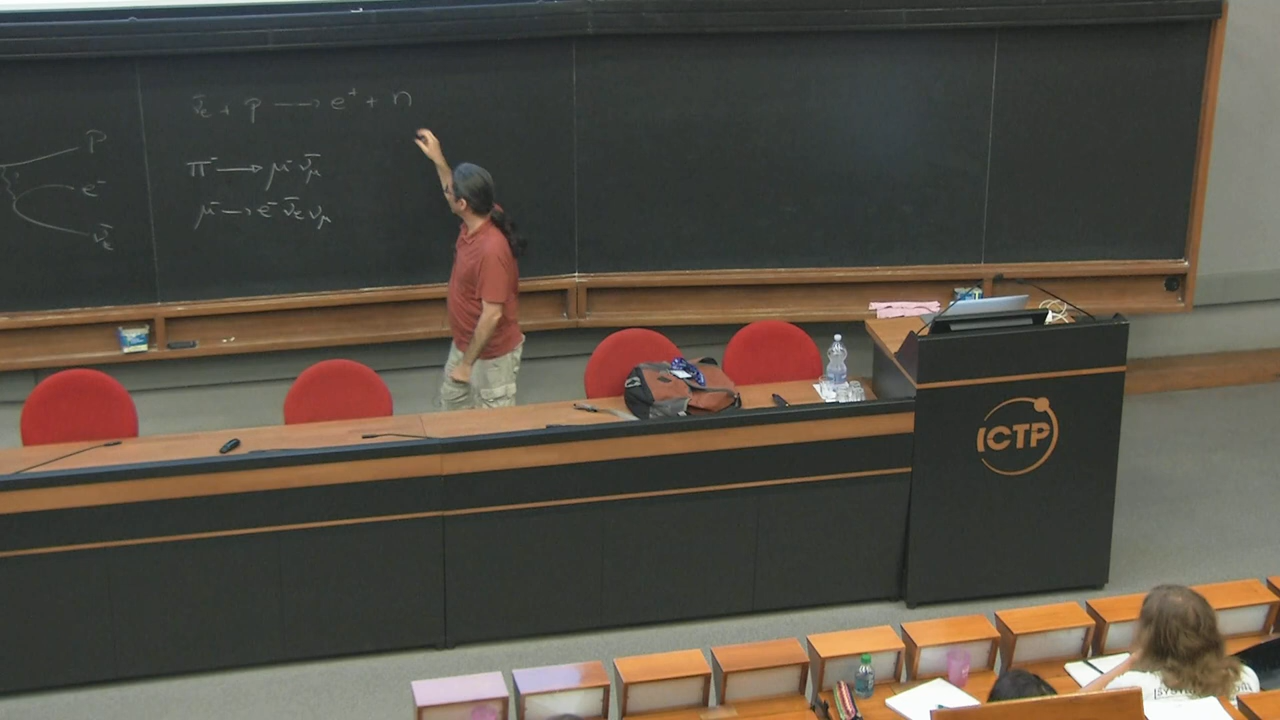 ν̄e + p → e⁺ + n
π⁻ → μ⁻ ν̄μ
μ⁻ → e⁻ ν̄e νμ
p
e⁻
ν̄e
ICTP